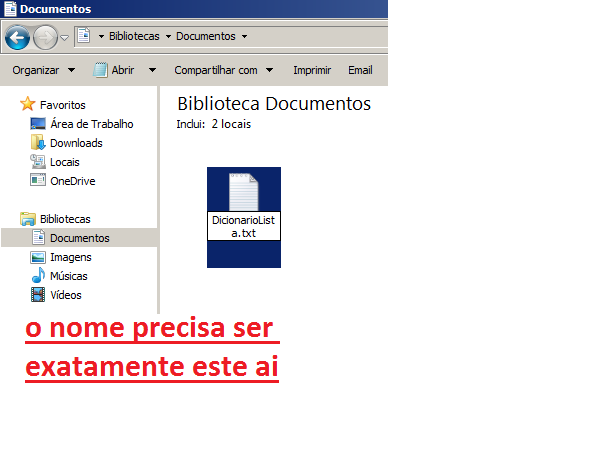 Documentos
Bibliotecas Documentos
Organizar Abrir Compartilhar com Imprimir Email
Favoritos
Área de Trabalho
Downloads
Locais
OneDrive
Bibliotecas
Documentos
Imagens
Músicas
Vídeos
Biblioteca Documentos
Inclui: 2 locais
DicionarioList
a.txt
o nome precisa ser
exatamente este ai